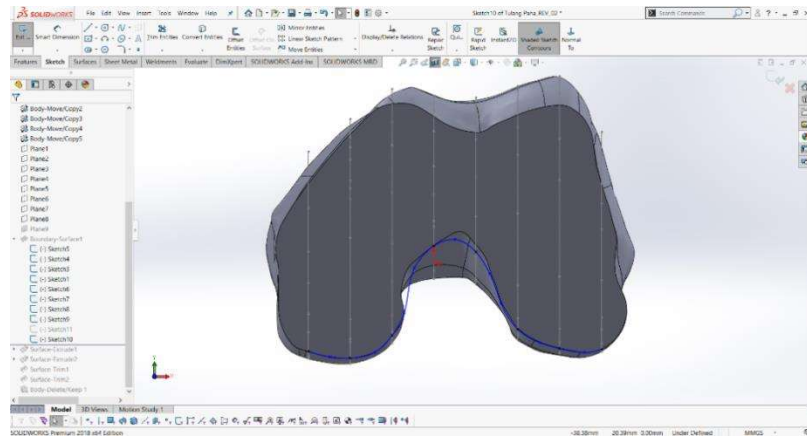 SOLIDWORKS File Edit View Insert Tools Window Help Sketch10 of Tulang Paha_REV_02 * Search Commands
Exit... Smart Dimension Trim Entities Convert Entities Offset Entities Mirror Entities Display/Delete Relations Repair Sketch Quic... Rapid Sketch Instant2D Shaded Sketch Contours Normal To
Linear Sketch Pattern
Move Entities
Features Sketch Surfaces Sheet Metal Weldments Evaluate DimXpert SOLIDWORKS Add-Ins SOLIDWORKS MBD
Body-Move/Copy2
Body-Move/Copy3
Body-Move/Copy4
Body-Move/Copy5
Plane1
Plane2
Plane3
Plane4
Plane5
Plane6
Plane7
Plane8
Plane9
Boundary-Surface1
(-) Sketch5
(-) Sketch4
(-) Sketch3
(-) Sketch1
(-) Sketch6
(-) Sketch7
(-) Sketch8
(-) Sketch9
(-) Sketch11
(-) Sketch10
Surface-Extrude1
Surface-Extrude2
Surface-Trim1
Surface-Trim2
Body-Delete/Keep 1
Model 3D Views Motion Study 1
SOLIDWORKS Premium 2018 x64 Edition -38.38mm 20.39mm 0.00mm Under Defined MMGS